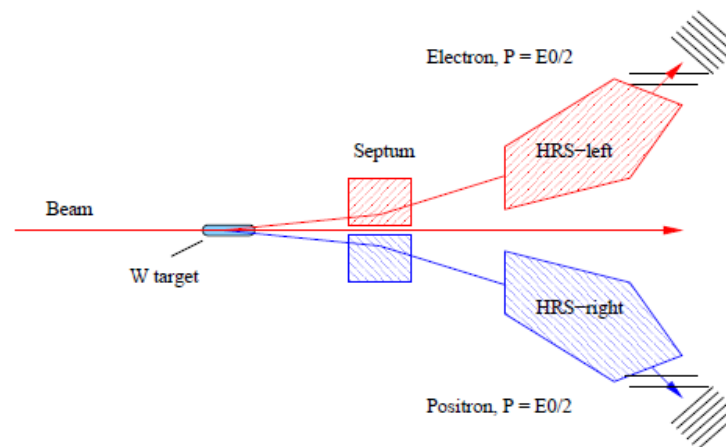 Electron, P = E0/2
Septum
HRS−left
Beam
W target
HRS−right
Positron, P = E0/2